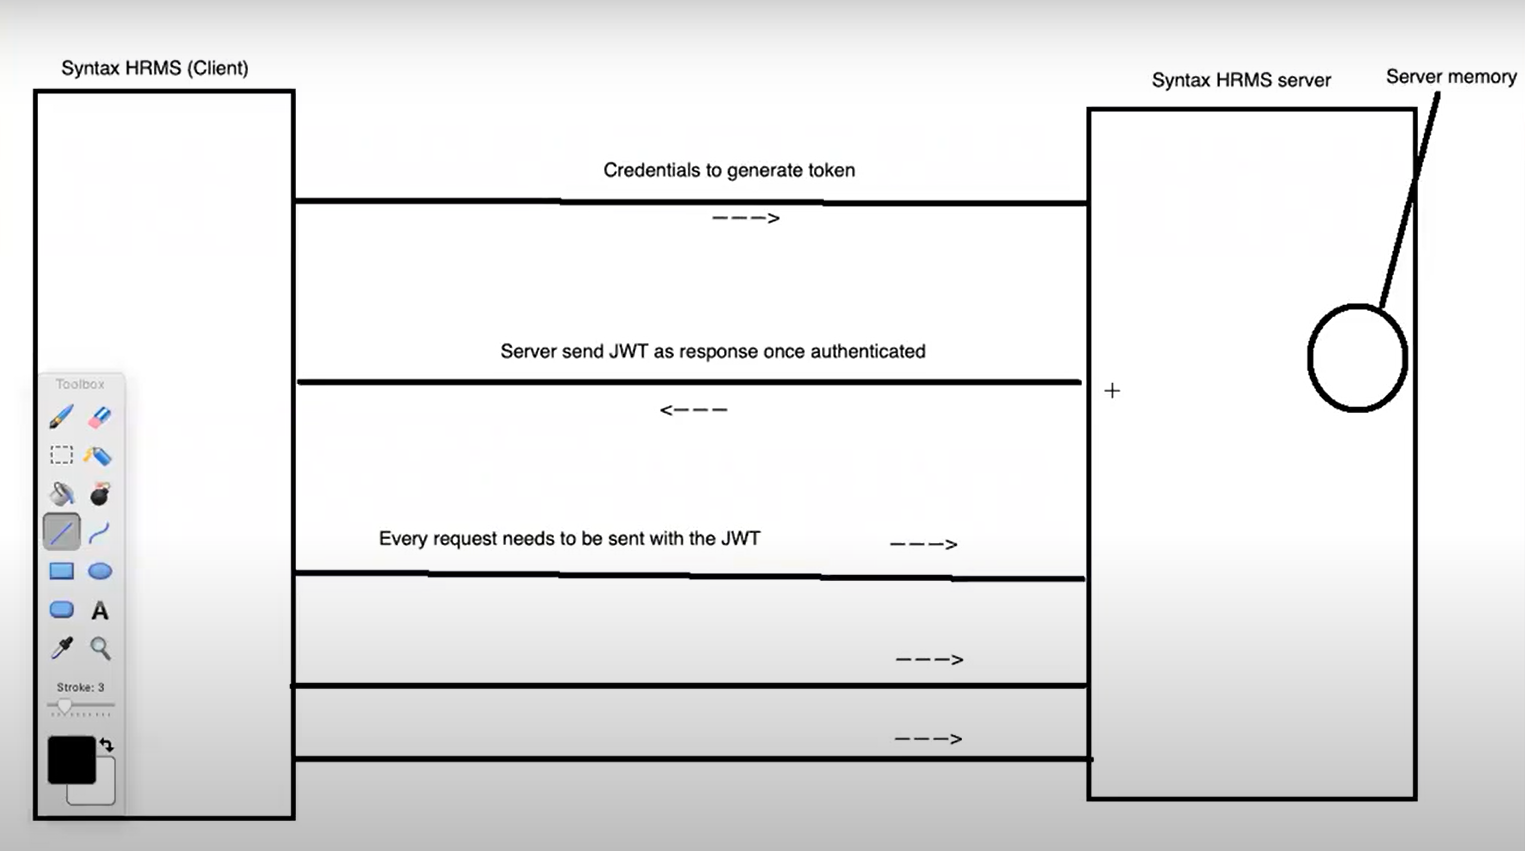 Syntax HRMS (Client)
Syntax HRMS server
Server memory
Credentials to generate token
--->
Server send JWT as response once authenticated
<---
Every request needs to be sent with the JWT
--->
--->
--->
Toolbox
A
Stroke: 3